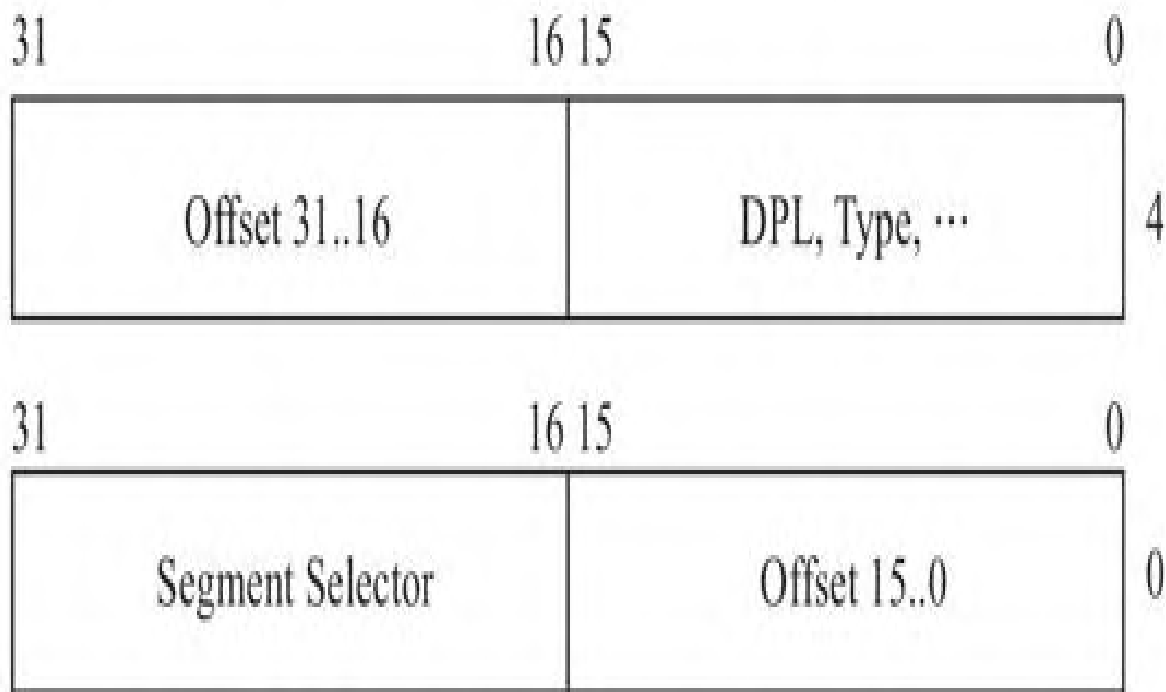 31 16 15 0
Offset 31..16 DPL, Type, ··· 4
31 16 15 0
Segment Selector Offset 15..0 0